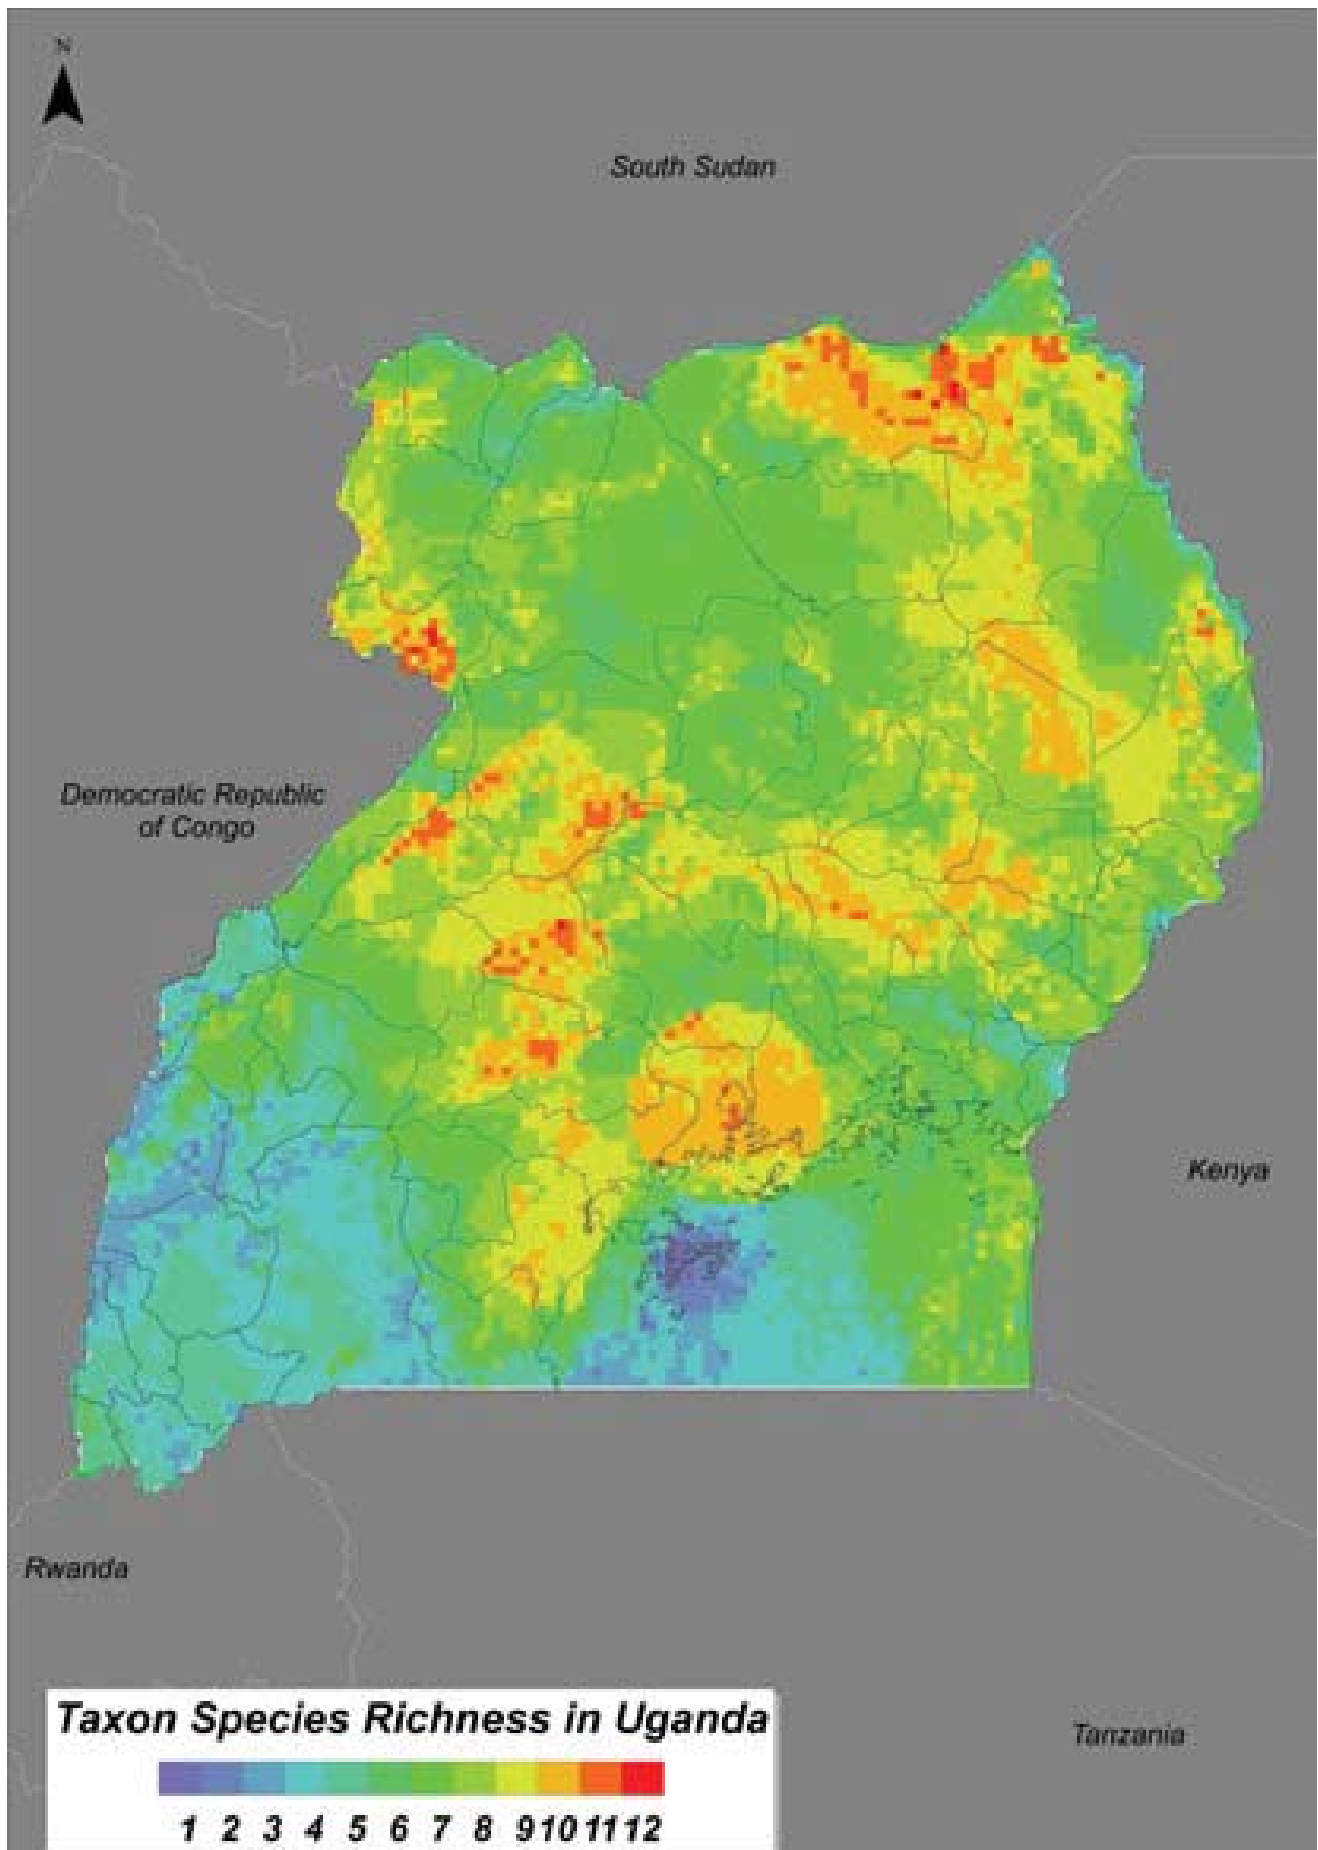 N
South Sudan
Democratic Republic
of Congo
Kenya
Rwanda
Tanzania
Taxon Species Richness in Uganda
1 2 3 4 5 6 7 8 9 10 11 12